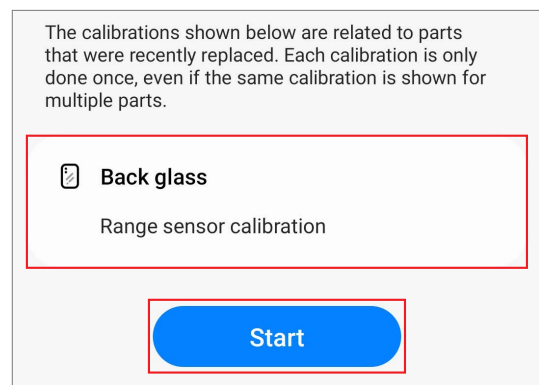 The calibrations shown below are related to parts
that were recently replaced. Each calibration is only
done once, even if the same calibration is shown for
multiple parts.
Back glass
Range sensor calibration
Start